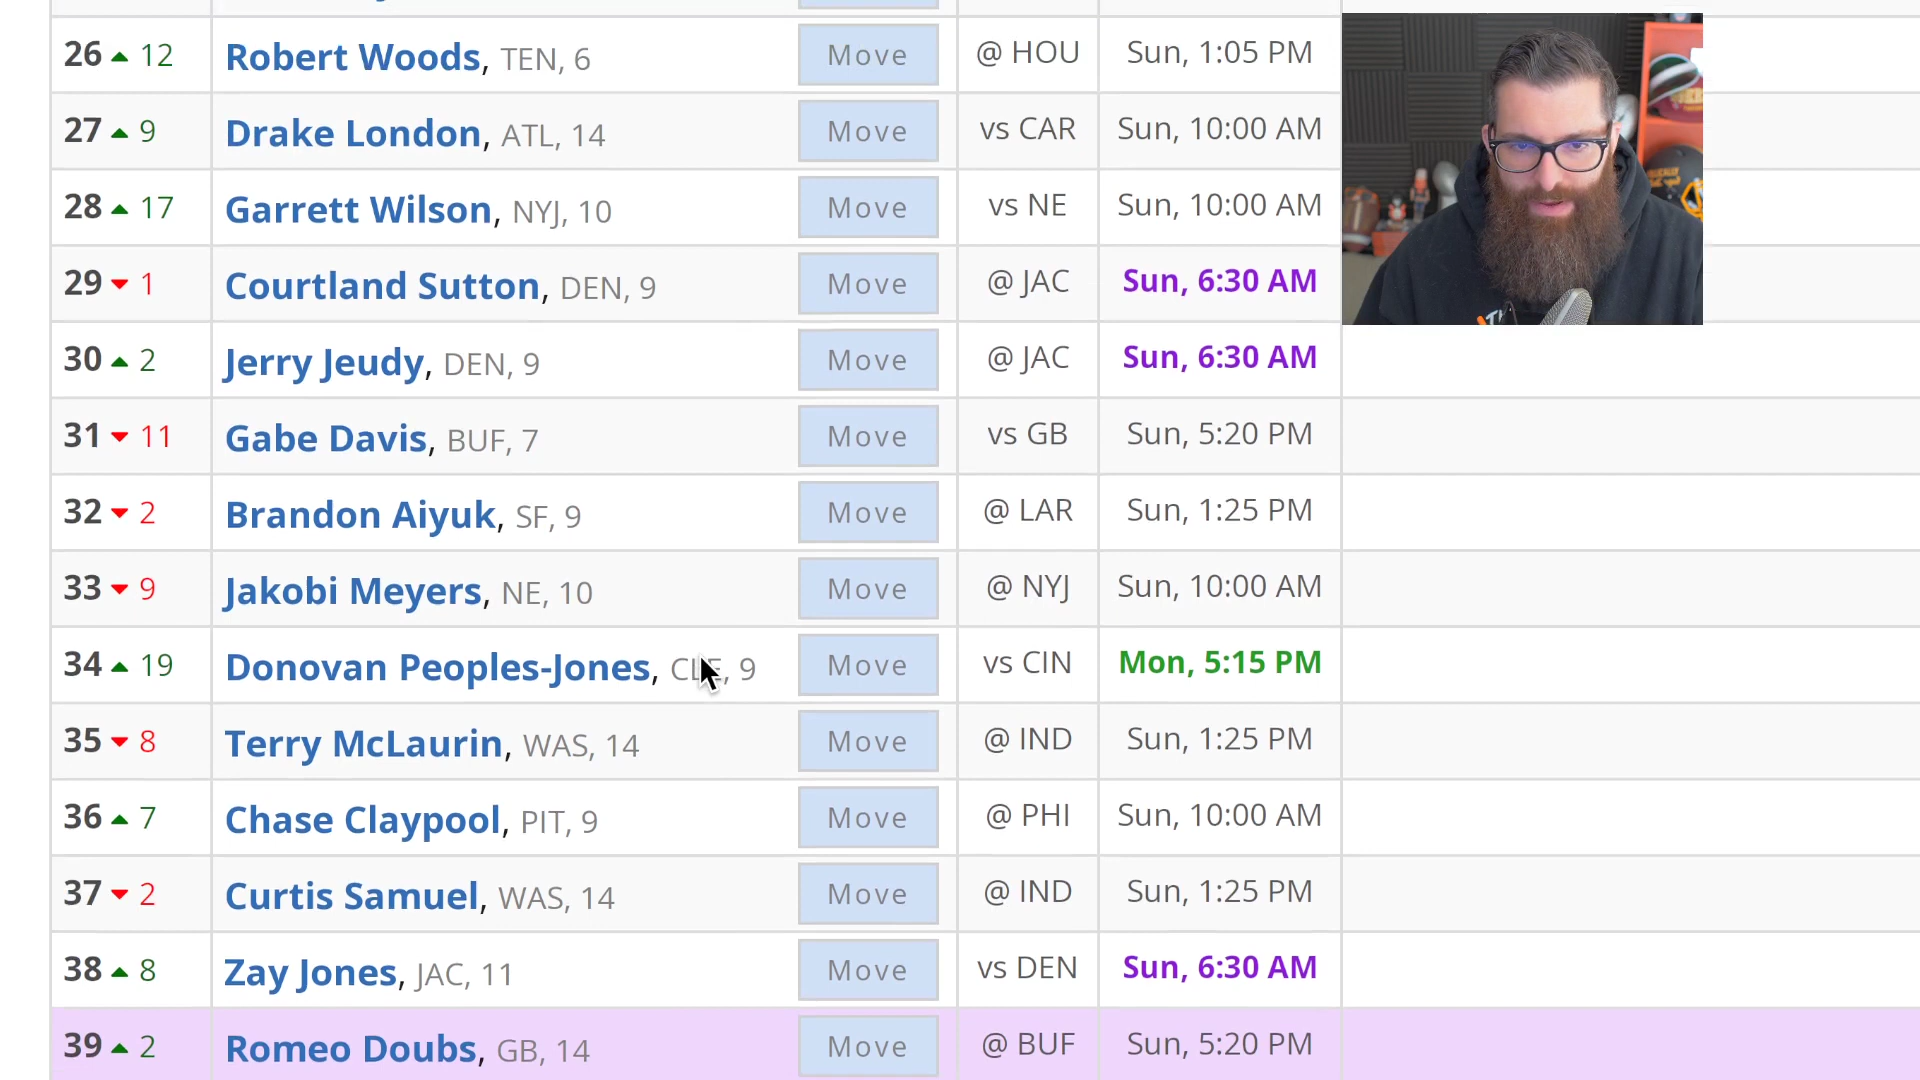 26 ▲ 12 Robert Woods, TEN, 6 Move @ HOU Sun, 1:05 PM
27 ▲ 9 Drake London, ATL, 14 Move vs CAR Sun, 10:00 AM
28 ▲ 17 Garrett Wilson, NYJ, 10 Move vs NE Sun, 10:00 AM
29 ▼ 1 Courtland Sutton, DEN, 9 Move @ JAC Sun, 6:30 AM
30 ▲ 2 Jerry Jeudy, DEN, 9 Move @ JAC Sun, 6:30 AM
31 ▼ 11 Gabe Davis, BUF, 7 Move vs GB Sun, 5:20 PM
32 ▼ 2 Brandon Aiyuk, SF, 9 Move @ LAR Sun, 1:25 PM
33 ▼ 9 Jakobi Meyers, NE, 10 Move @ NYJ Sun, 10:00 AM
34 ▲ 19 Donovan Peoples-Jones, CLE, 9 Move vs CIN Mon, 5:15 PM
35 ▼ 8 Terry McLaurin, WAS, 14 Move @ IND Sun, 1:25 PM
36 ▲ 7 Chase Claypool, PIT, 9 Move @ PHI Sun, 10:00 AM
37 ▼ 2 Curtis Samuel, WAS, 14 Move @ IND Sun, 1:25 PM
38 ▲ 8 Zay Jones, JAC, 11 Move vs DEN Sun, 6:30 AM
39 ▲ 2 Romeo Doubs, GB, 14 Move @ BUF Sun, 5:20 PM